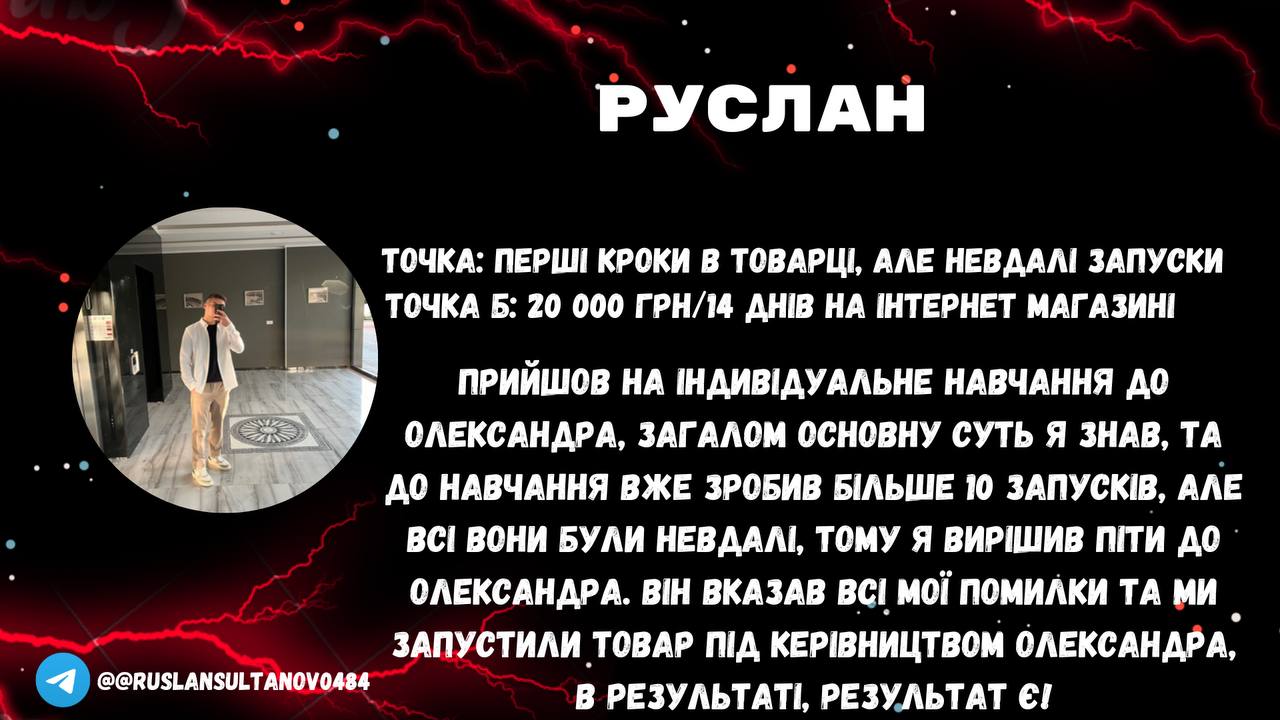 РУСЛАН
ТОЧКА: ПЕРШІ КРОКИ В ТОВАРЦІ, АЛЕ НЕВДАЛІ ЗАПУСКИ
ТОЧКА Б: 20 000 ГРН/14 ДНІВ НА ІНТЕРНЕТ МАГАЗИНІ
ПРИЙШОВ НА ІНДИВІДУАЛЬНЕ НАВЧАННЯ ДО
ОЛЕКСАНДРА, ЗАГАЛОМ ОСНОВНУ СУТЬ Я ЗНАВ, ТА
ДО НАВЧАННЯ ВЖЕ ЗРОБИВ БІЛЬШЕ 10 ЗАПУСКІВ, АЛЕ
ВСІ ВОНИ БУЛИ НЕВДАЛІ, ТОМУ Я ВИРІШИВ ПІТИ ДО
ОЛЕКСАНДРА. ВІН ВКАЗАВ ВСІ МОЇ ПОМИЛКИ ТА МИ
ЗАПУСТИЛИ ТОВАР ПІД КЕРІВНИЦТВОМ ОЛЕКСАНДРА,
В РЕЗУЛЬТАТІ, РЕЗУЛЬТАТ Є!
@@RUSLANSULTANOV0484